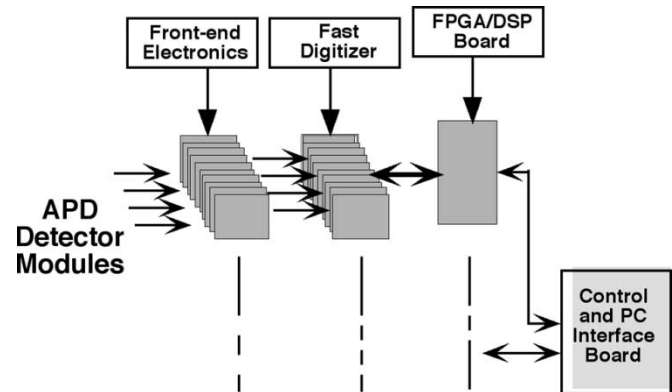 Front-end
Electronics
Fast
Digitizer
FPGA/DSP
Board
APD
Detector
Modules
Control
and PC
Interface
Board